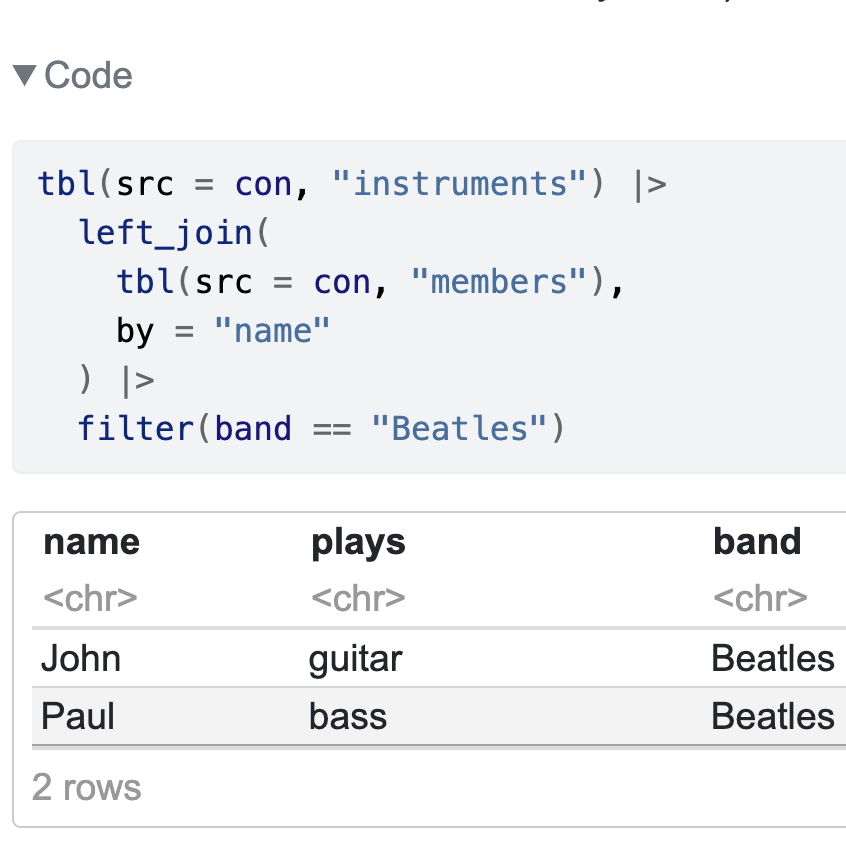 Code
tbl(src = con, "instruments") |>
  left_join(
    tbl(src = con, "members"),
    by = "name"
  ) |>
  filter(band == "Beatles")
name plays band
<chr> <chr> <chr>
John guitar Beatles
Paul bass Beatles
2 rows